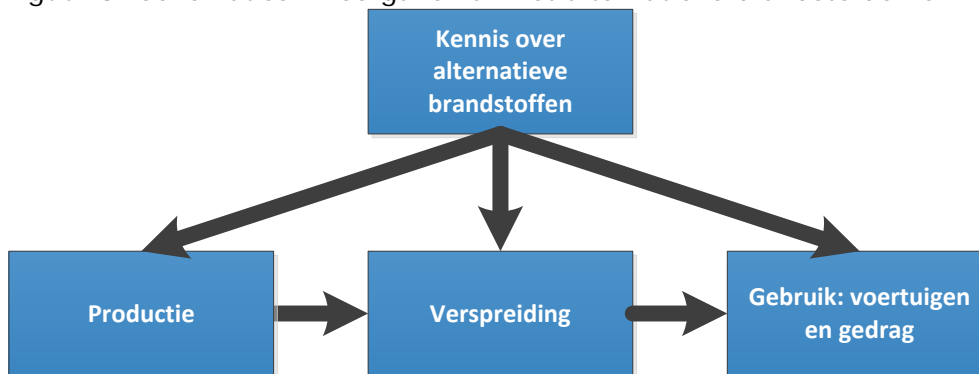 Kennis over
alternatieve
brandstoffen
Productie
Verspreiding
Gebruik: voertuigen
en gedrag